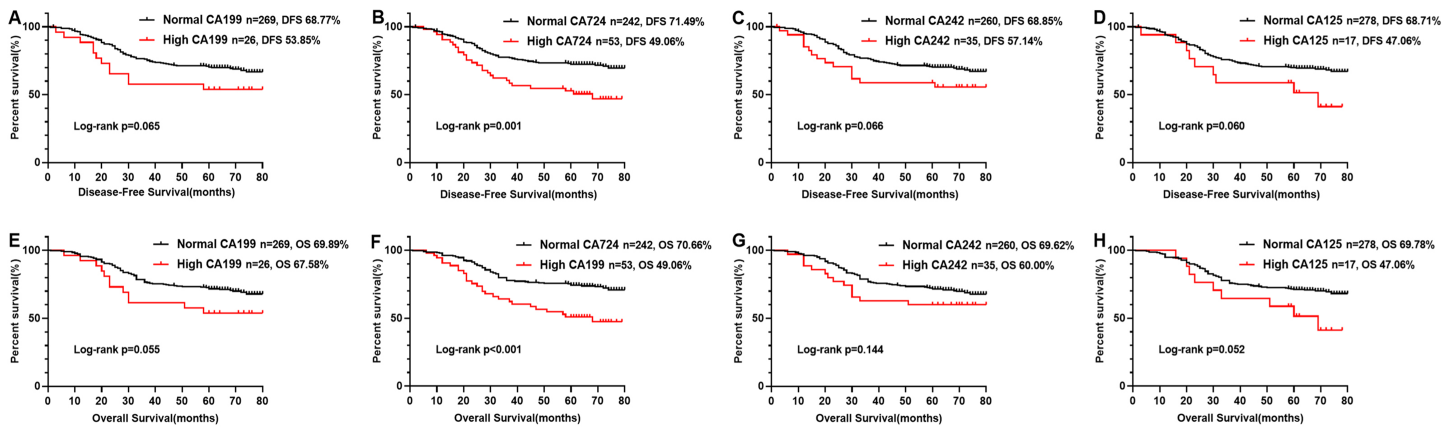 A
Normal CA199 n=269, DFS 68.77%
High CA199 n=26, DFS 53.85%
Percent survival(%)
100
50
0
Log-rank p=0.065
0 10 20 30 40 50 60 70 80
Disease-Free Survival(months)
B
Normal CA724 n=242, DFS 71.49%
High CA724 n=53, DFS 49.06%
Percent survival(%)
100
50
0
Log-rank p=0.001
0 10 20 30 40 50 60 70 80
Disease-Free Survival(months)
C
Normal CA242 n=260, DFS 68.85%
High CA242 n=35, DFS 57.14%
Percent survival(%)
100
50
0
Log-rank p=0.066
0 10 20 30 40 50 60 70 80
Disease-Free Survival(months)
D
Normal CA125 n=278, DFS 68.71%
High CA125 n=17, DFS 47.06%
Percent survival(%)
100
50
0
Log-rank p=0.060
0 10 20 30 40 50 60 70 80
Disease-Free Survival(months)
E
Normal CA199 n=269, OS 69.89%
High CA199 n=26, OS 67.58%
Percent survival(%)
100
50
0
Log-rank p=0.055
0 10 20 30 40 50 60 70 80
Overall Survival(months)
F
Normal CA724 n=242, OS 70.66%
High CA199 n=53, OS 49.06%
Percent survival(%)
100
50
0
Log-rank p<0.001
0 10 20 30 40 50 60 70 80
Overall Survival(months)
G
Normal CA242 n=260, OS 69.62%
High CA242 n=35, OS 60.00%
Percent survival(%)
100
50
0
Log-rank p=0.144
0 10 20 30 40 50 60 70 80
Overall Survival(months)
H
Normal CA125 n=278, OS 69.78%
High CA125 n=17, OS 47.06%
Percent survival(%)
100
50
0
Log-rank p=0.052
0 10 20 30 40 50 60 70 80
Overall Survival(months)